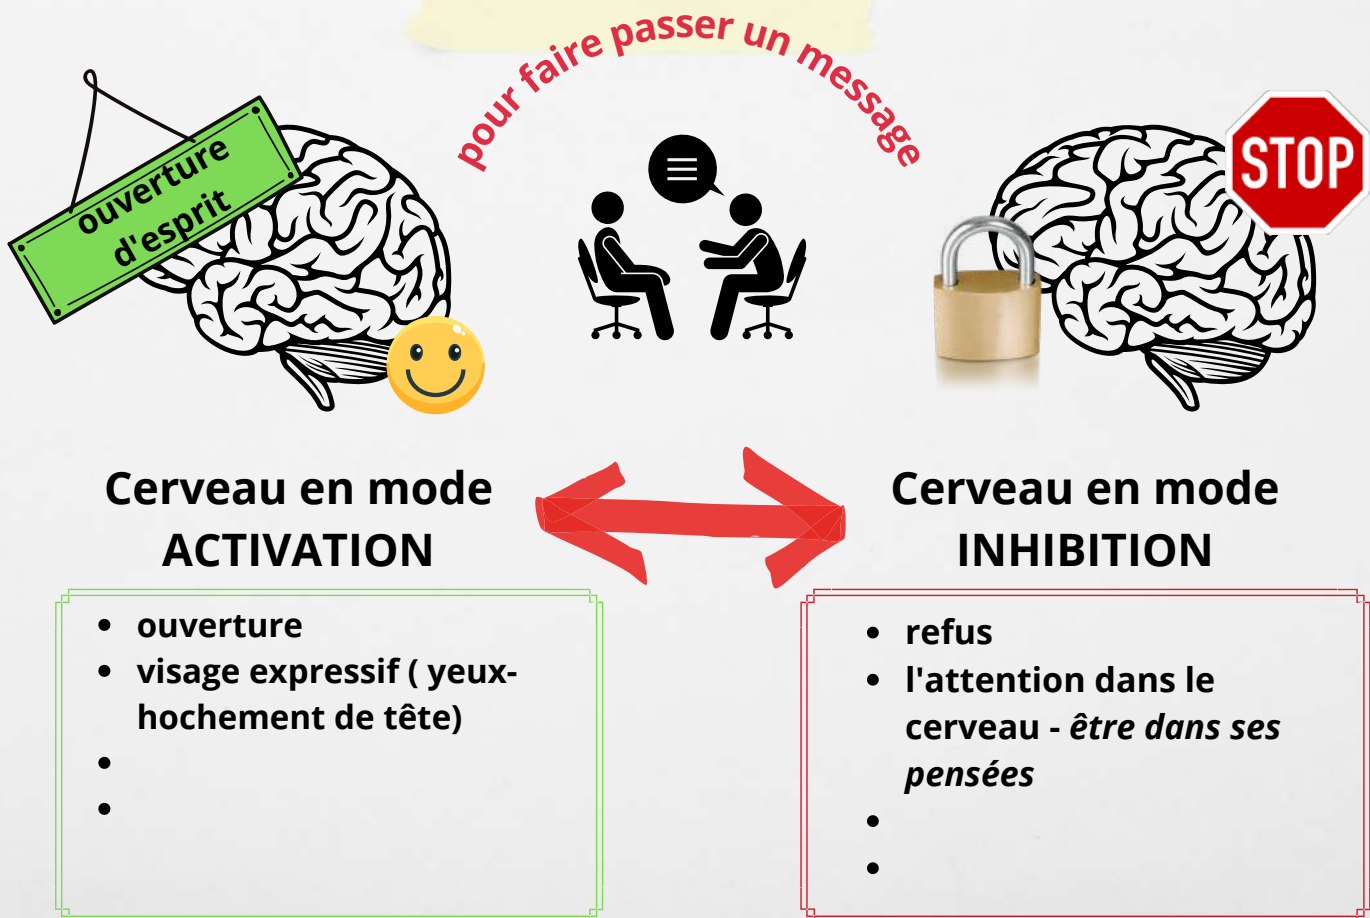 pour faire passer un message
ouverture
d'esprit
STOP
Cerveau en mode
ACTIVATION
Cerveau en mode
INHIBITION
• ouverture
• visage expressif ( yeux-
hochement de tête)
•
•
• refus
• l'attention dans le
cerveau - être dans ses
pensées
•
•